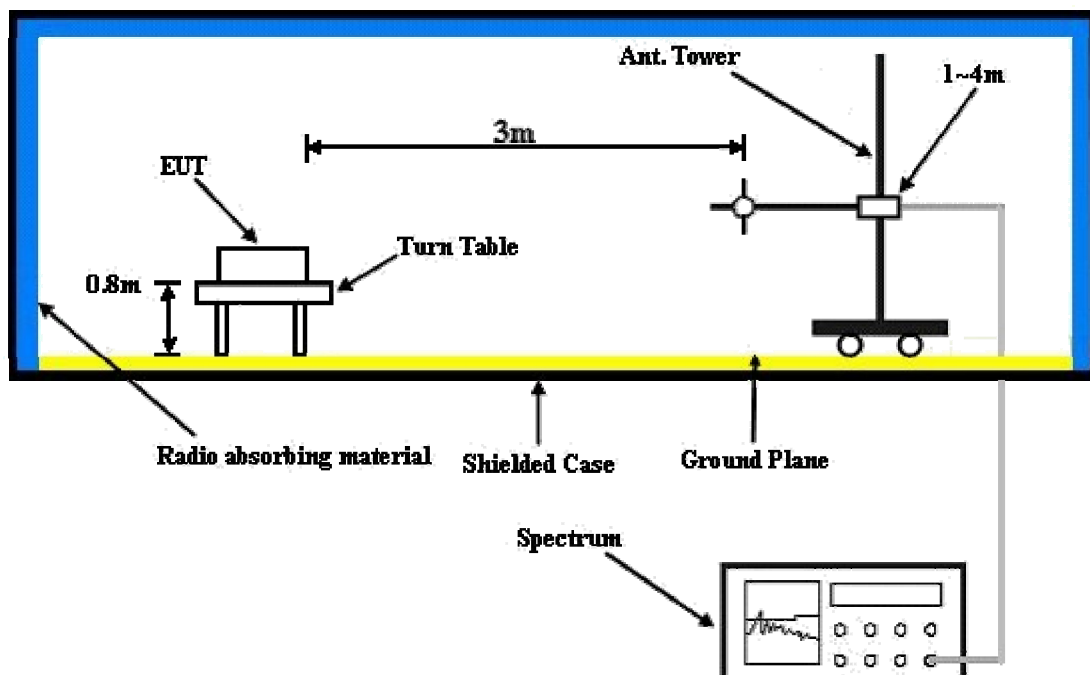 Ant. Tower
1~4m
3m
EUT
Turn Table
0.8m
Radio absorbing material
Shielded Case
Ground Plane
Spectrum